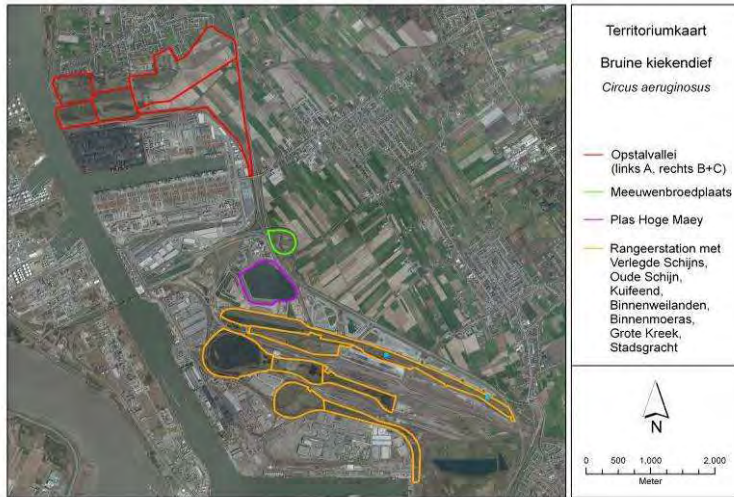 Territoriumkaart
Bruine kiekendief
Circus aeruginosus
Opstalvallei
(links A, rechts B+C)
Meeuwenbroedplaats
Plas Hoge Maey
Rangeerstation met
Verlegde Schijns,
Oude Schijn,
Kuifeend,
Binnenweilanden,
Binnenmoeras,
Grote Kreek,
Stadsgracht
N
0 500 1,000 2,000
Meter